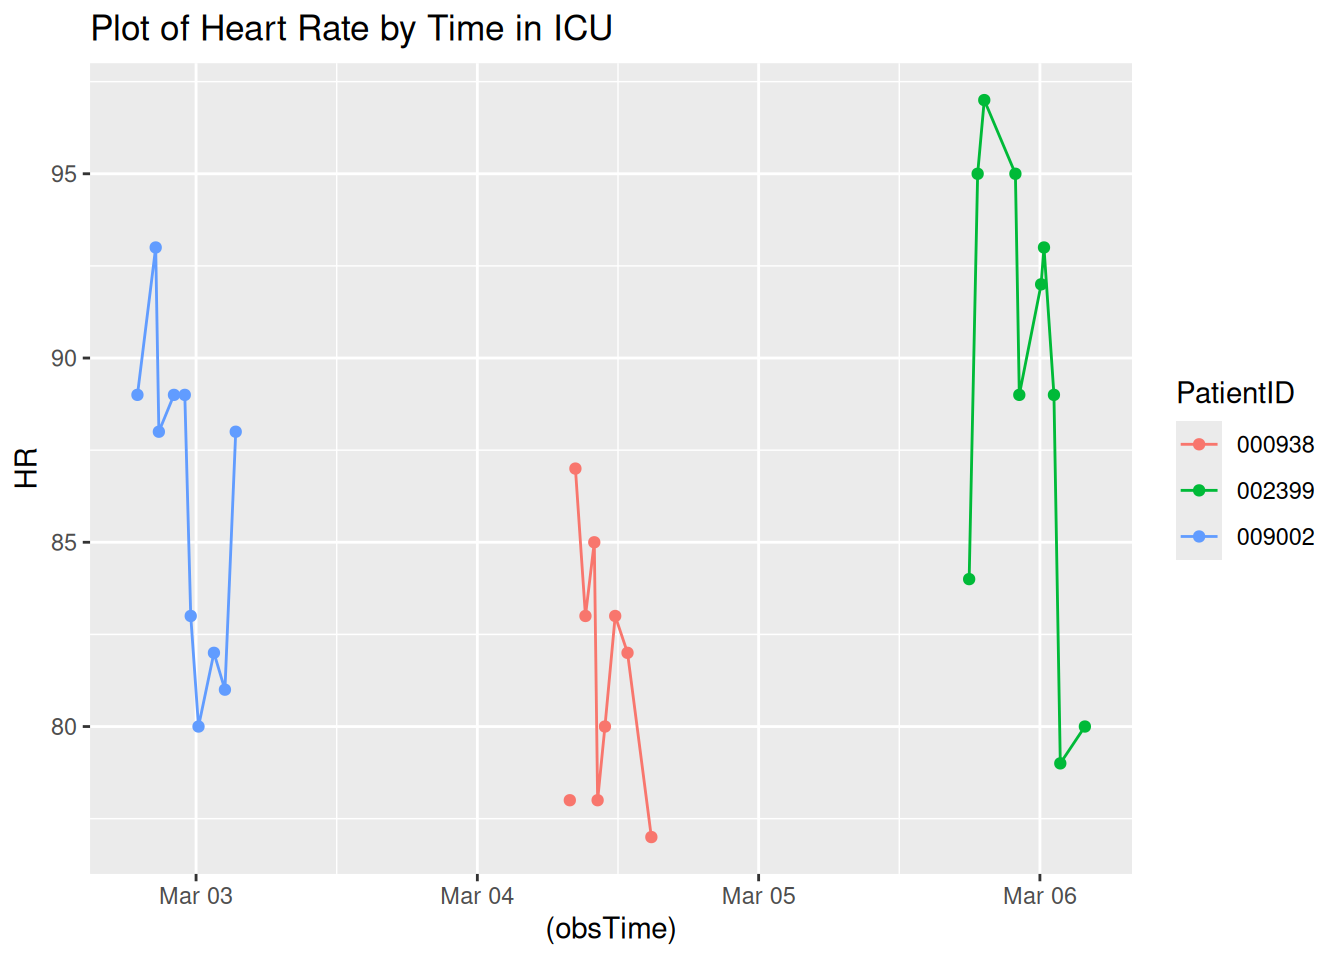 Plot of Heart Rate by Time in ICU
95
90
85
80
HR
Mar 03
Mar 04
Mar 05
Mar 06
(obsTime)
PatientID
000938
002399
009002